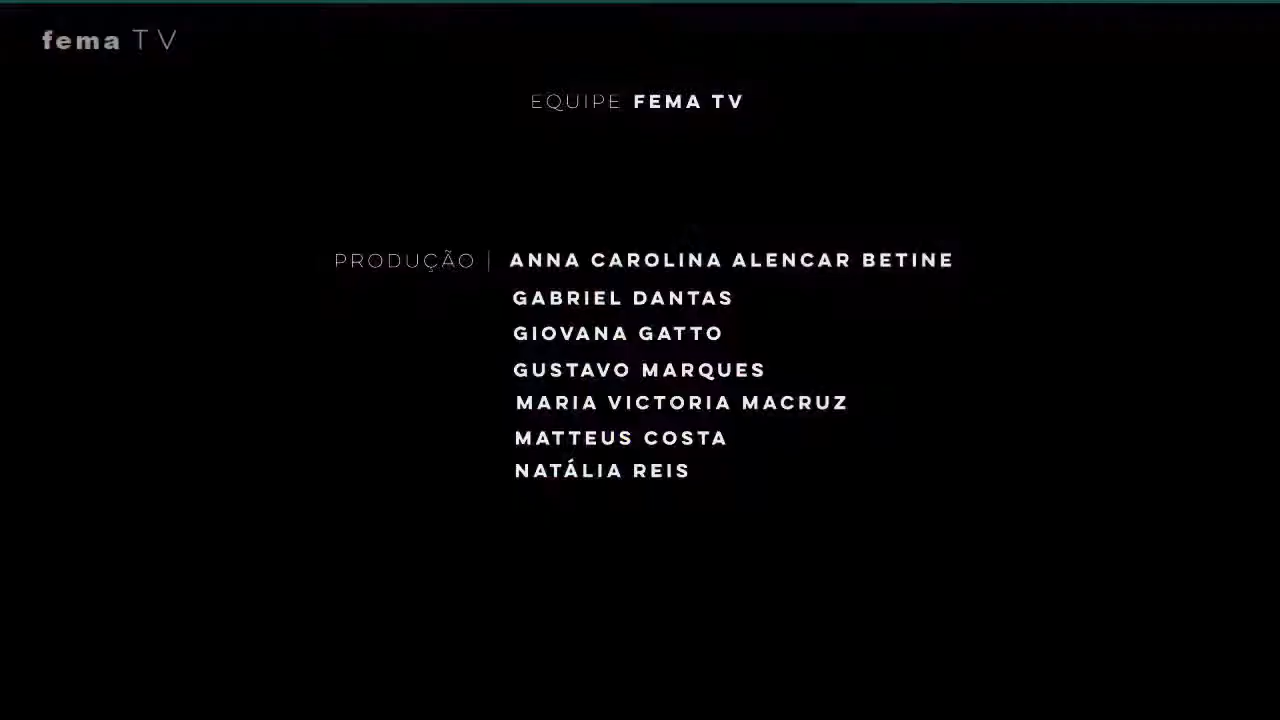 fema TV
EQUIPE FEMA TV
PRODUÇÃO | ANNA CAROLINA ALENCAR BETINE
GABRIEL DANTAS
GIOVANA GATTO
GUSTAVO MARQUES
MARIA VICTORIA MACRUZ
MATTEUS COSTA
NATÁLIA REIS